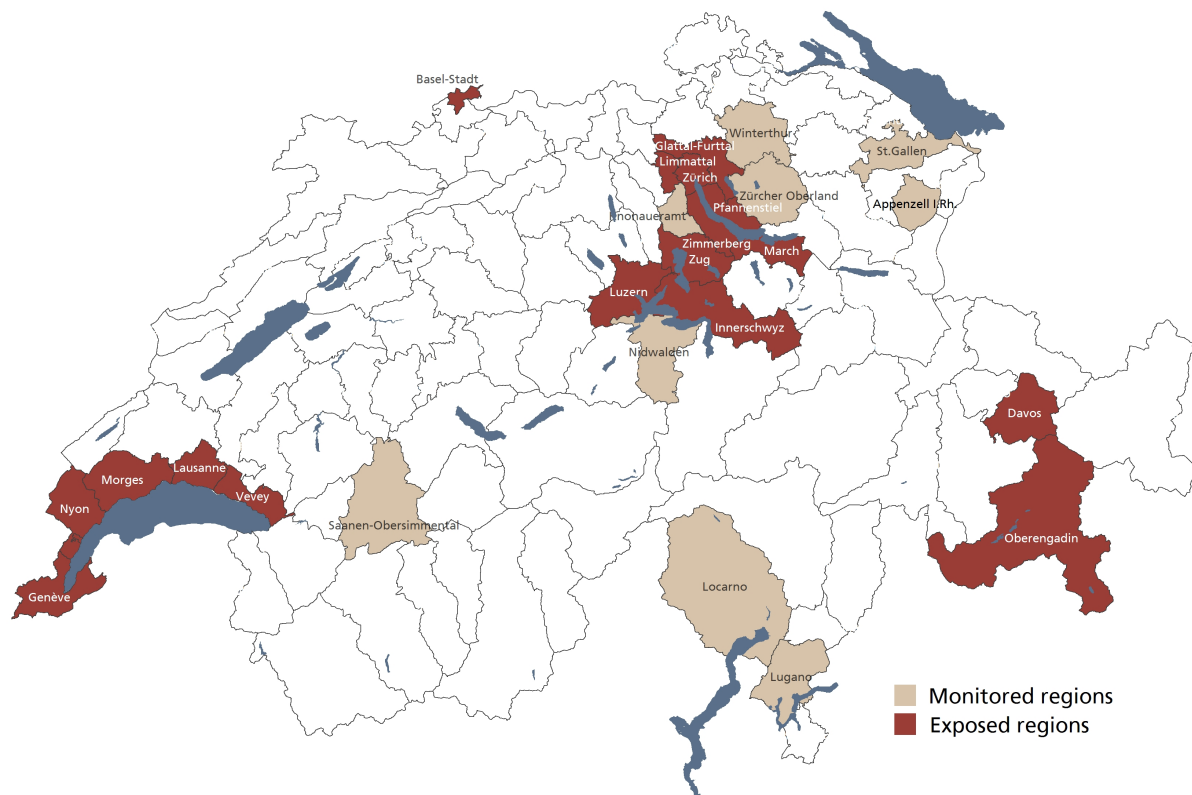 Basel-Stadt
Winterthur
Glattal-Furttal
Limmattal
St.Gallen
Zürich
Zürcher Oberland
Appenzell I.Rh.
Pfannenstiel
nonaueramt
Zimmerberg
March
Zug
Luzern
Innerschwyz
Nidwalden
Davos
Lausanne
Morges
Vevey
Nyon
Saanen-Obersimmental
Oberengadin
Locarno
Genève
Lugano
Monitored regions
Exposed regions